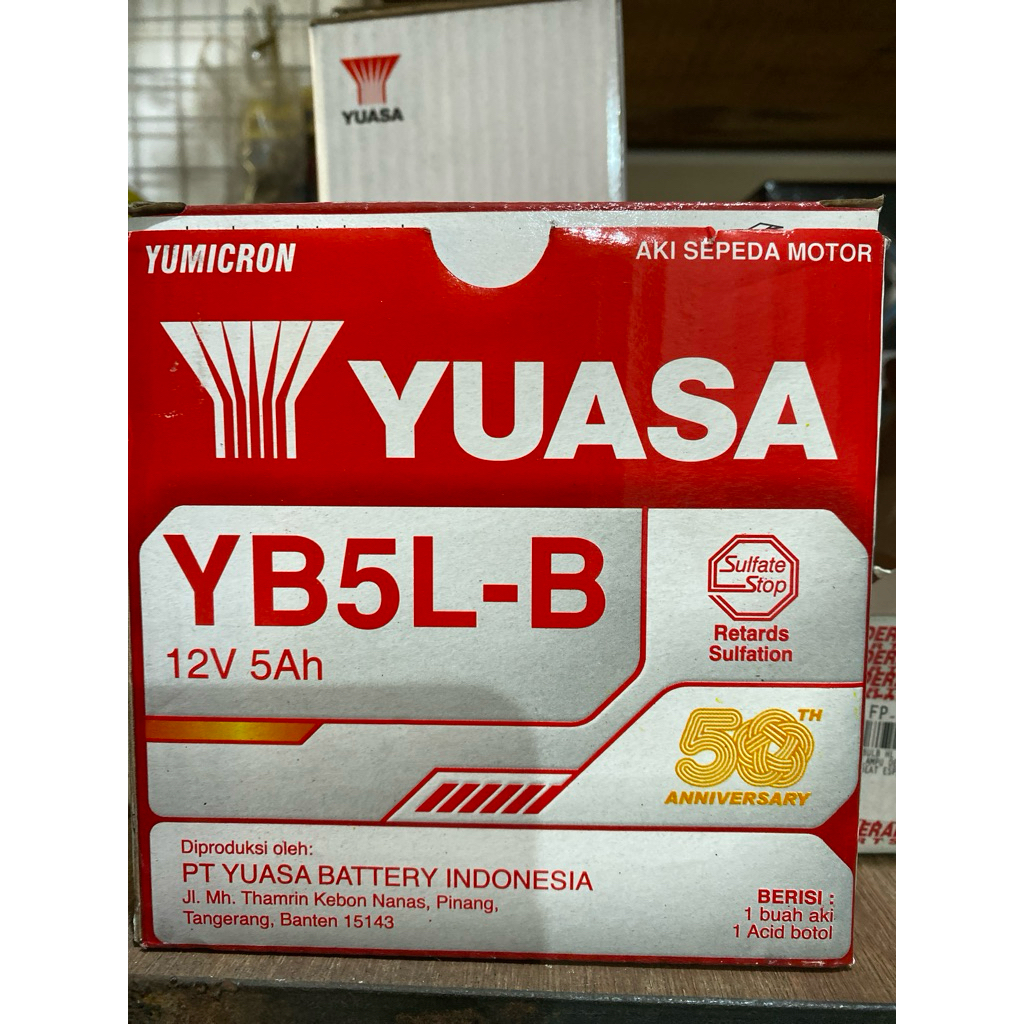 YUASA
YUMICRON
AKI SEPEDA MOTOR
YUASA
YB5L-B
12V 5Ah
Sulfate
Stop
Retards
Sulfation
50TH
ANNIVERSARY
Diproduksi oleh:
PT YUASA BATTERY INDONESIA
Jl. Mh. Thamrin Kebon Nanas, Pinang,
Tangerang, Banten 15143
BERISI :
1 buah aki
1 Acid botol